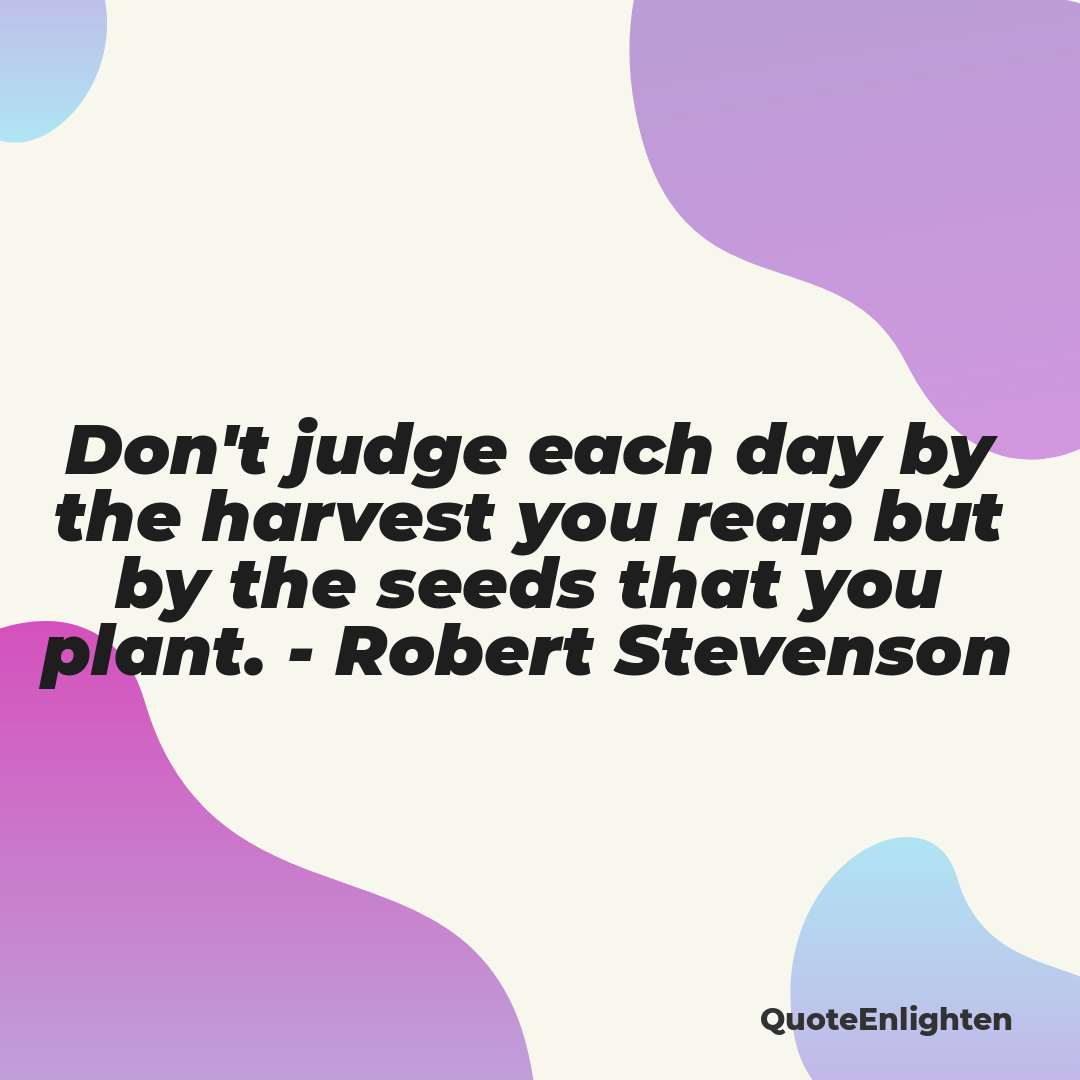 Don't judge each day by
the harvest you reap but
by the seeds that you
plant. - Robert Stevenson
QuoteEnlighten